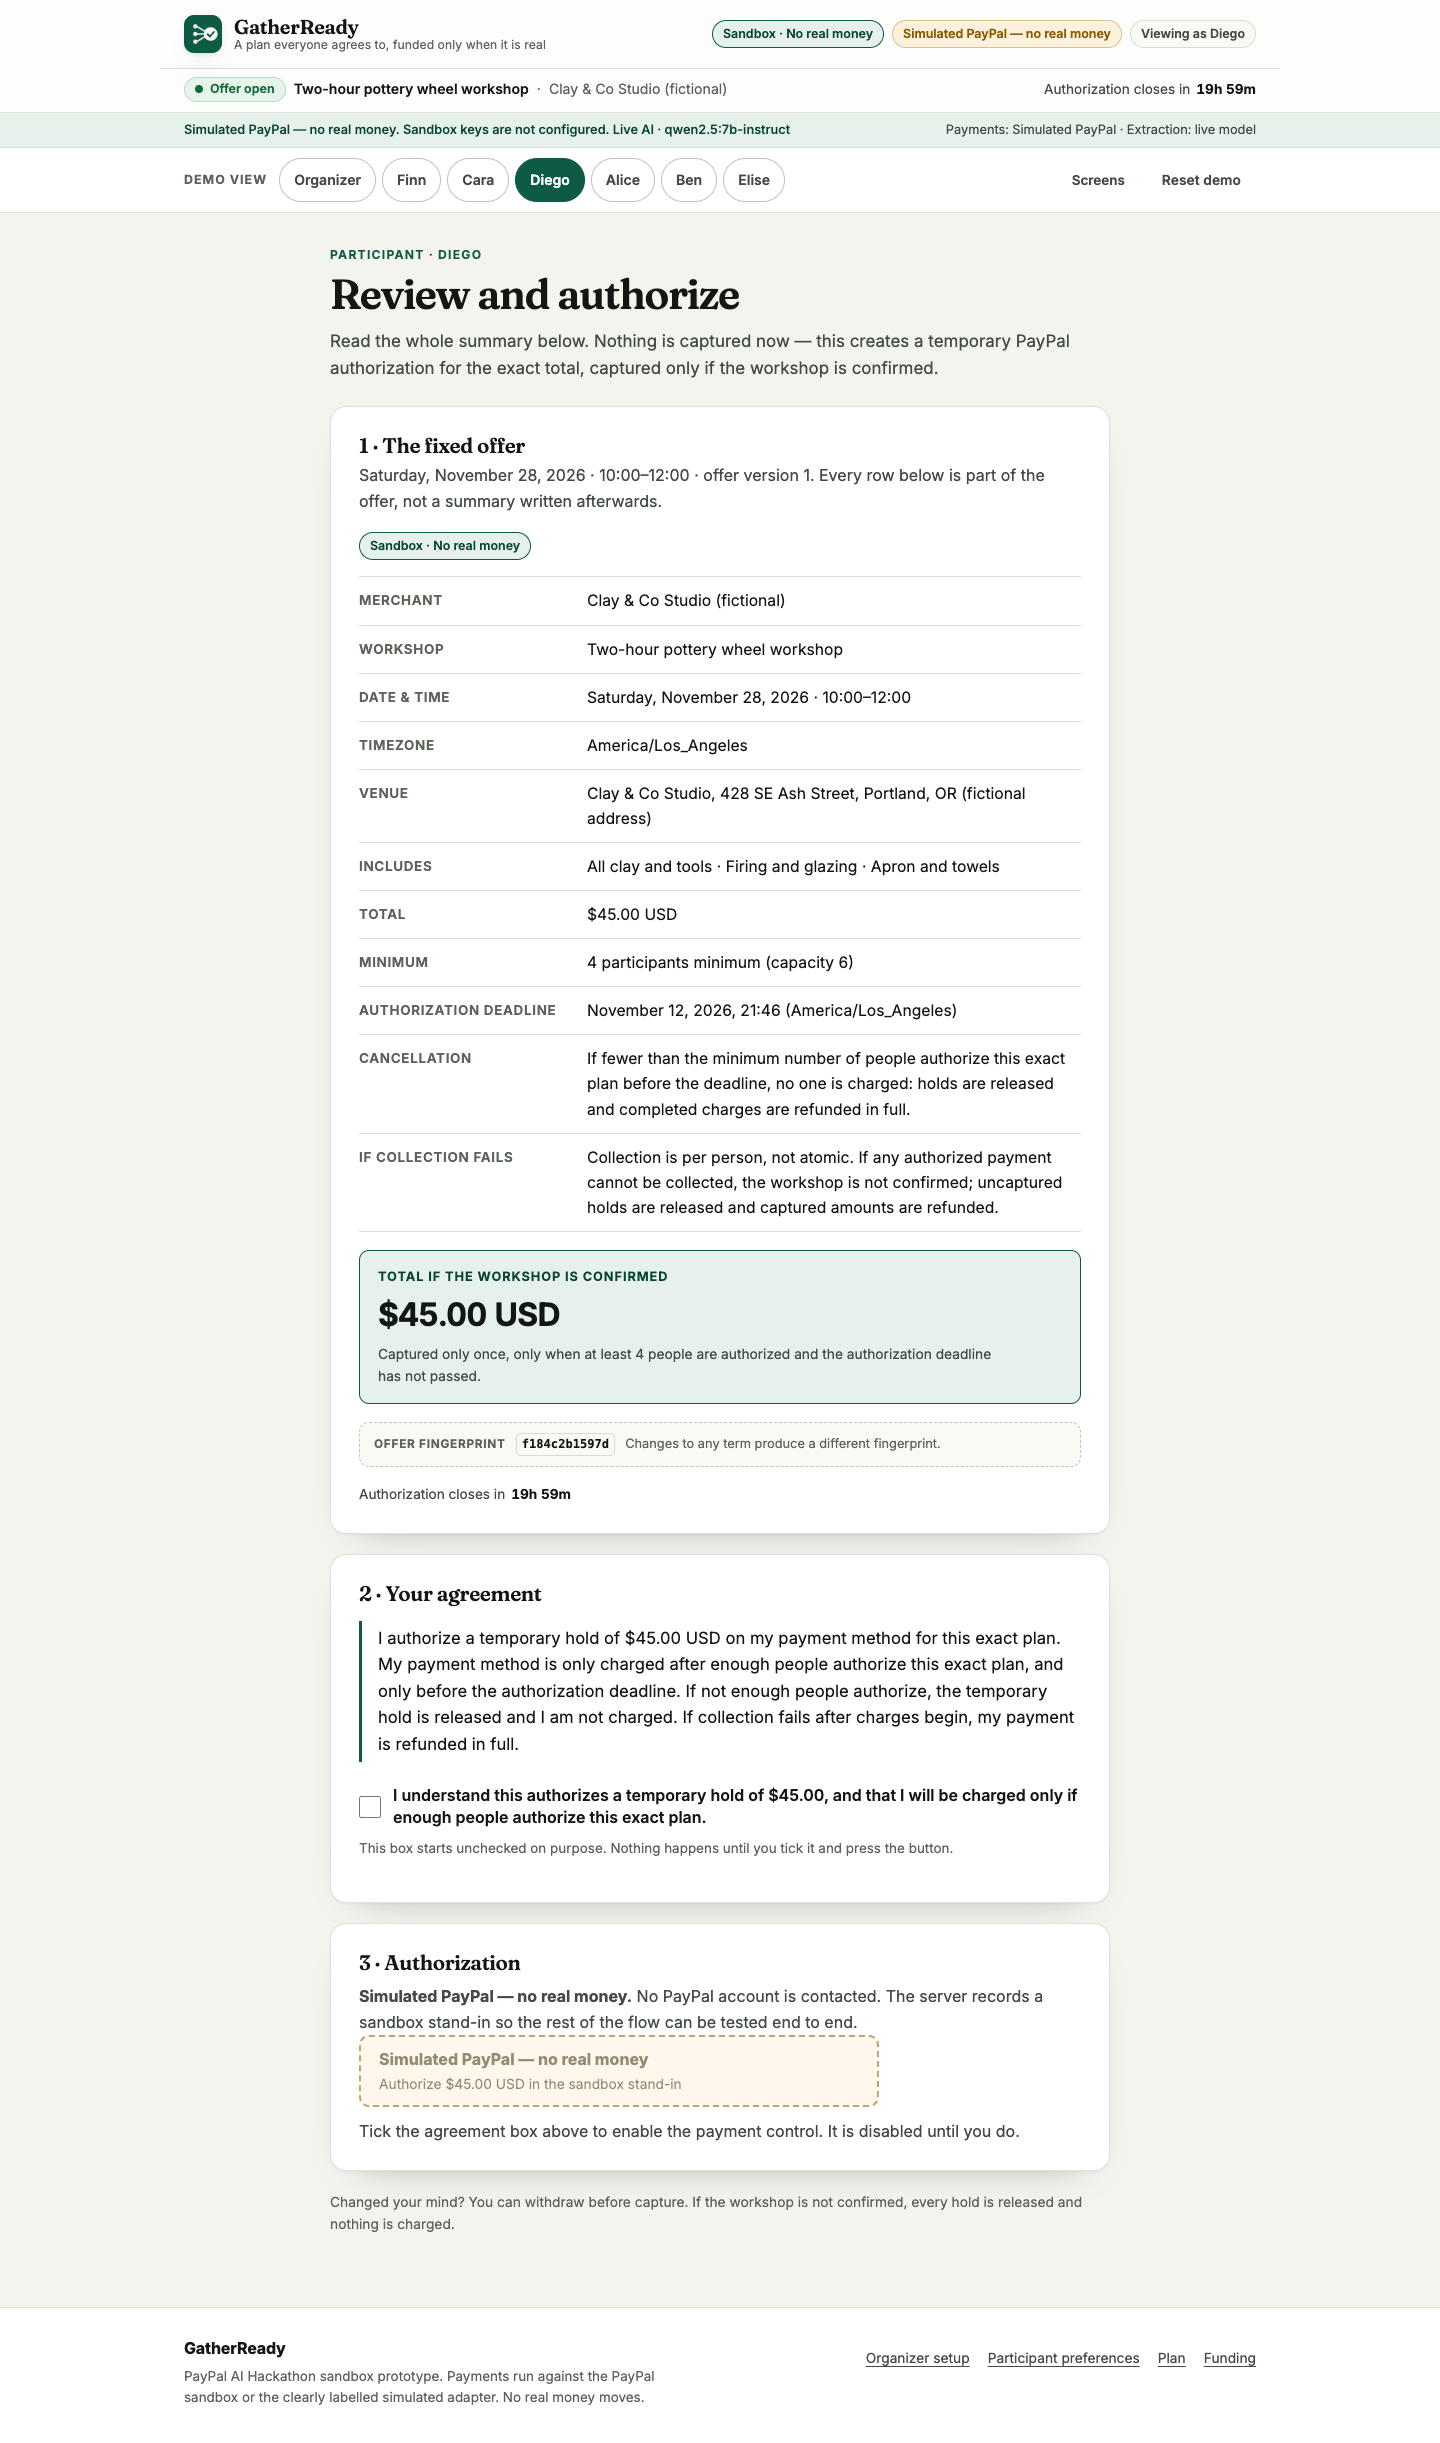 GatherReady
A plan everyone agrees to, funded only when it is real
Sandbox · No real money
Simulated PayPal — no real money
Viewing as Diego
Offer open
Two-hour pottery wheel workshop · Clay & Co Studio (fictional)
Authorization closes in 19h 59m
Simulated PayPal — no real money. Sandbox keys are not configured. Live AI · qwen2.5:7b-instruct
Payments: Simulated PayPal · Extraction: live model
DEMO VIEW
Organizer
Finn
Cara
Diego
Alice
Ben
Elise
Screens
Reset demo
PARTICIPANT · DIEGO
Review and authorize
Read the whole summary below. Nothing is captured now — this creates a temporary PayPal
authorization for the exact total, captured only if the workshop is confirmed.
1 · The fixed offer
Saturday, November 28, 2026 · 10:00–12:00 · offer version 1. Every row below is part of the
offer, not a summary written afterwards.
Sandbox · No real money
MERCHANT
Clay & Co Studio (fictional)
WORKSHOP
Two-hour pottery wheel workshop
DATE & TIME
Saturday, November 28, 2026 · 10:00–12:00
TIMEZONE
America/Los_Angeles
VENUE
Clay & Co Studio, 428 SE Ash Street, Portland, OR (fictional
address)
INCLUDES
All clay and tools · Firing and glazing · Apron and towels
TOTAL
$45.00 USD
MINIMUM
4 participants minimum (capacity 6)
AUTHORIZATION DEADLINE
November 12, 2026, 21:46 (America/Los_Angeles)
CANCELLATION
If fewer than the minimum number of people authorize this exact
plan before the deadline, no one is charged: holds are released
and completed charges are refunded in full.
IF COLLECTION FAILS
Collection is per person, not atomic. If any authorized payment
cannot be collected, the workshop is not confirmed; uncaptured
holds are released and captured amounts are refunded.
TOTAL IF THE WORKSHOP IS CONFIRMED
$45.00 USD
Captured only once, only when at least 4 people are authorized and the authorization deadline
has not passed.
OFFER FINGERPRINT f184c2b1597d Changes to any term produce a different fingerprint.
Authorization closes in 19h 59m
2 · Your agreement
I authorize a temporary hold of $45.00 USD on my payment method for this exact plan.
My payment method is only charged after enough people authorize this exact plan, and
only before the authorization deadline. If not enough people authorize, the temporary
hold is released and I am not charged. If collection fails after charges begin, my payment
is refunded in full.
I understand this authorizes a temporary hold of $45.00, and that I will be charged only if
enough people authorize this exact plan.
This box starts unchecked on purpose. Nothing happens until you tick it and press the button.
3 · Authorization
Simulated PayPal — no real money. No PayPal account is contacted. The server records a
sandbox stand-in so the rest of the flow can be tested end to end.
Simulated PayPal — no real money
Authorize $45.00 USD in the sandbox stand-in
Tick the agreement box above to enable the payment control. It is disabled until you do.
Changed your mind? You can withdraw before capture. If the workshop is not confirmed, every hold is released and
nothing is charged.
GatherReady
PayPal AI Hackathon sandbox prototype. Payments run against the PayPal
sandbox or the clearly labelled simulated adapter. No real money moves.
Organizer setup
Participant preferences
Plan
Funding